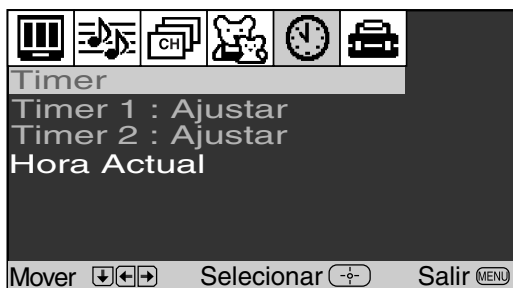 CH
Timer
Timer 1 : Ajustar
Timer 2 : Ajustar
Hora Actual
Mover Selecionar Salir MENU